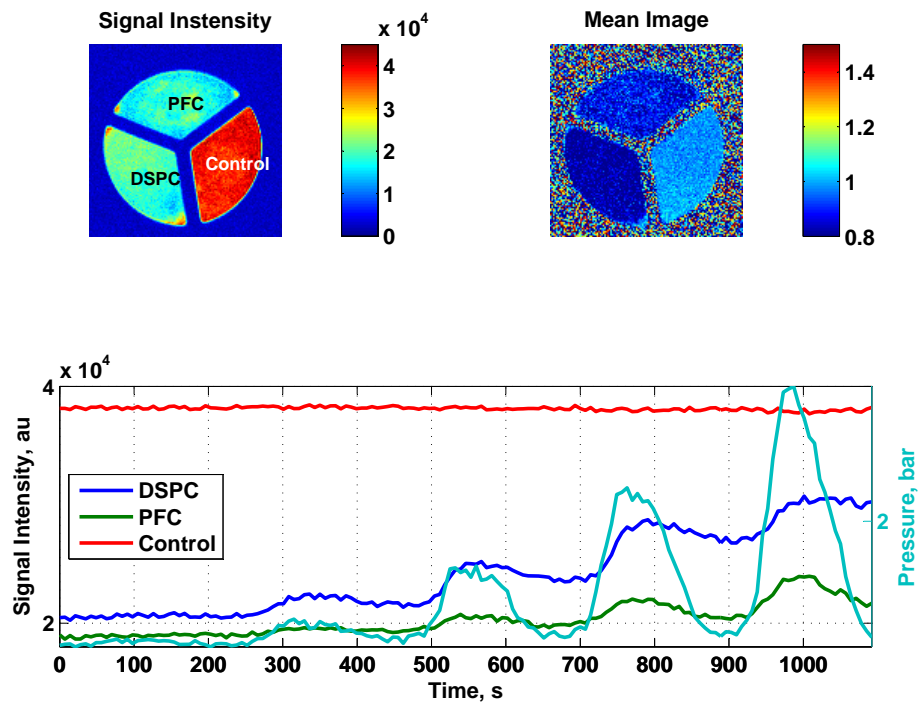 Signal Instensity
Mean Image
x 10^4
PFC
DSPC
Control
4
3
2
1
0
1.4
1.2
1
0.8
x 10^4
4
2
Signal Intensity, au
DSPC
PFC
Control
2
Pressure, bar
0 100 200 300 400 500 600 700 800 900 1000
Time, s